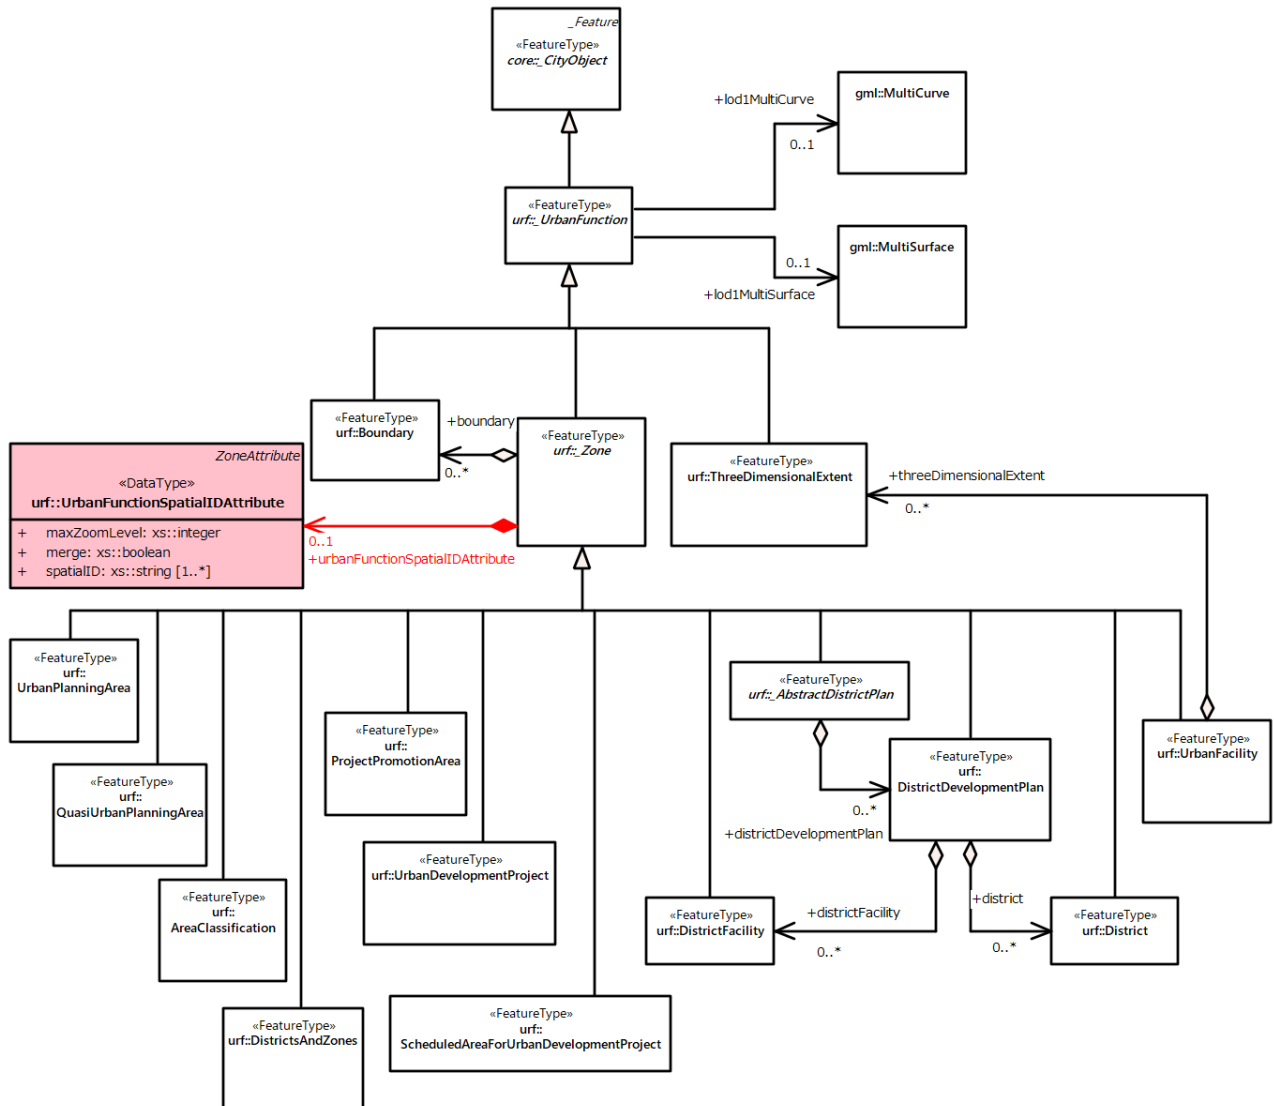 _Feature
«FeatureType»
core::_CityObject
+lod1MultiCurve
0..1
gml::MultiCurve
«FeatureType»
urf::_UrbanFunction
0..1
+lod1MultiSurface
gml::MultiSurface
«FeatureType»
urf::Boundary
+boundary
0..*
«FeatureType»
urf::_Zone
«FeatureType»
urf::ThreeDimensionalExtent
+threeDimensionalExtent
0..*
ZoneAttribute
«DataType»
urf::UrbanFunctionSpatialIDAttribute
+ maxZoomLevel: xs::integer
+ merge: xs::boolean
+ spatialID: xs::string [1..*]
0..1
+urbanFunctionSpatialIDAttribute
«FeatureType»
urf::
UrbanPlanningArea
«FeatureType»
urf::
QuasiUrbanPlanningArea
«FeatureType»
urf::
AreaClassification
«FeatureType»
urf::DistrictsAndZones
«FeatureType»
urf::
ProjectPromotionArea
«FeatureType»
urf::UrbanDevelopmentProject
«FeatureType»
urf::
ScheduledAreaForUrbanDevelopmentProject
«FeatureType»
urf::_AbstractDistrictPlan
0..*
+districtDevelopmentPlan
«FeatureType»
urf::
DistrictDevelopmentPlan
«FeatureType»
urf::UrbanFacility
«FeatureType»
urf::DistrictFacility
+districtFacility
0..*
+district
0..*
«FeatureType»
urf::District